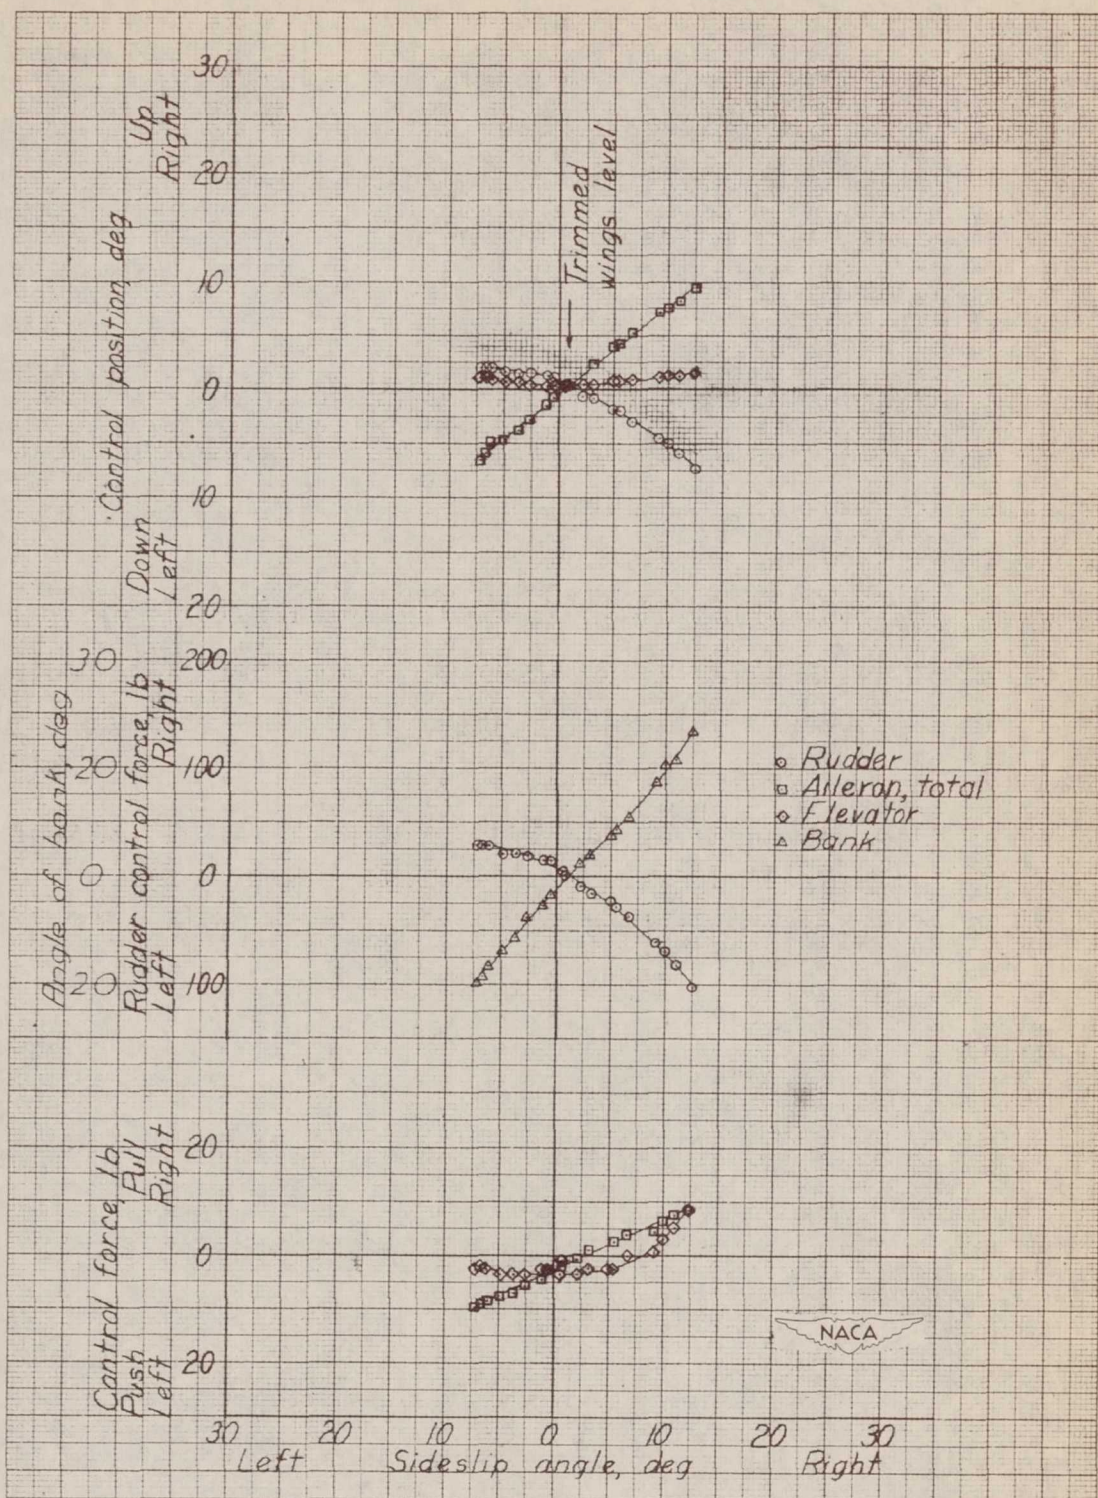 30
Up
Right
20
Trimmed
wings level
Control position, deg
10
0
10
Down
Left
20
30
200
Angle of bank, deg
Rudder control force, lb
Right
20
100
Rudder
Aileron, total
Elevator
Bank
0
0
Left
20
100
Control force, lb
Pull
Right
20
0
NACA
Push
Left
20
30
20
10
0
10
20
30
Left
Sideslip angle, deg
Right